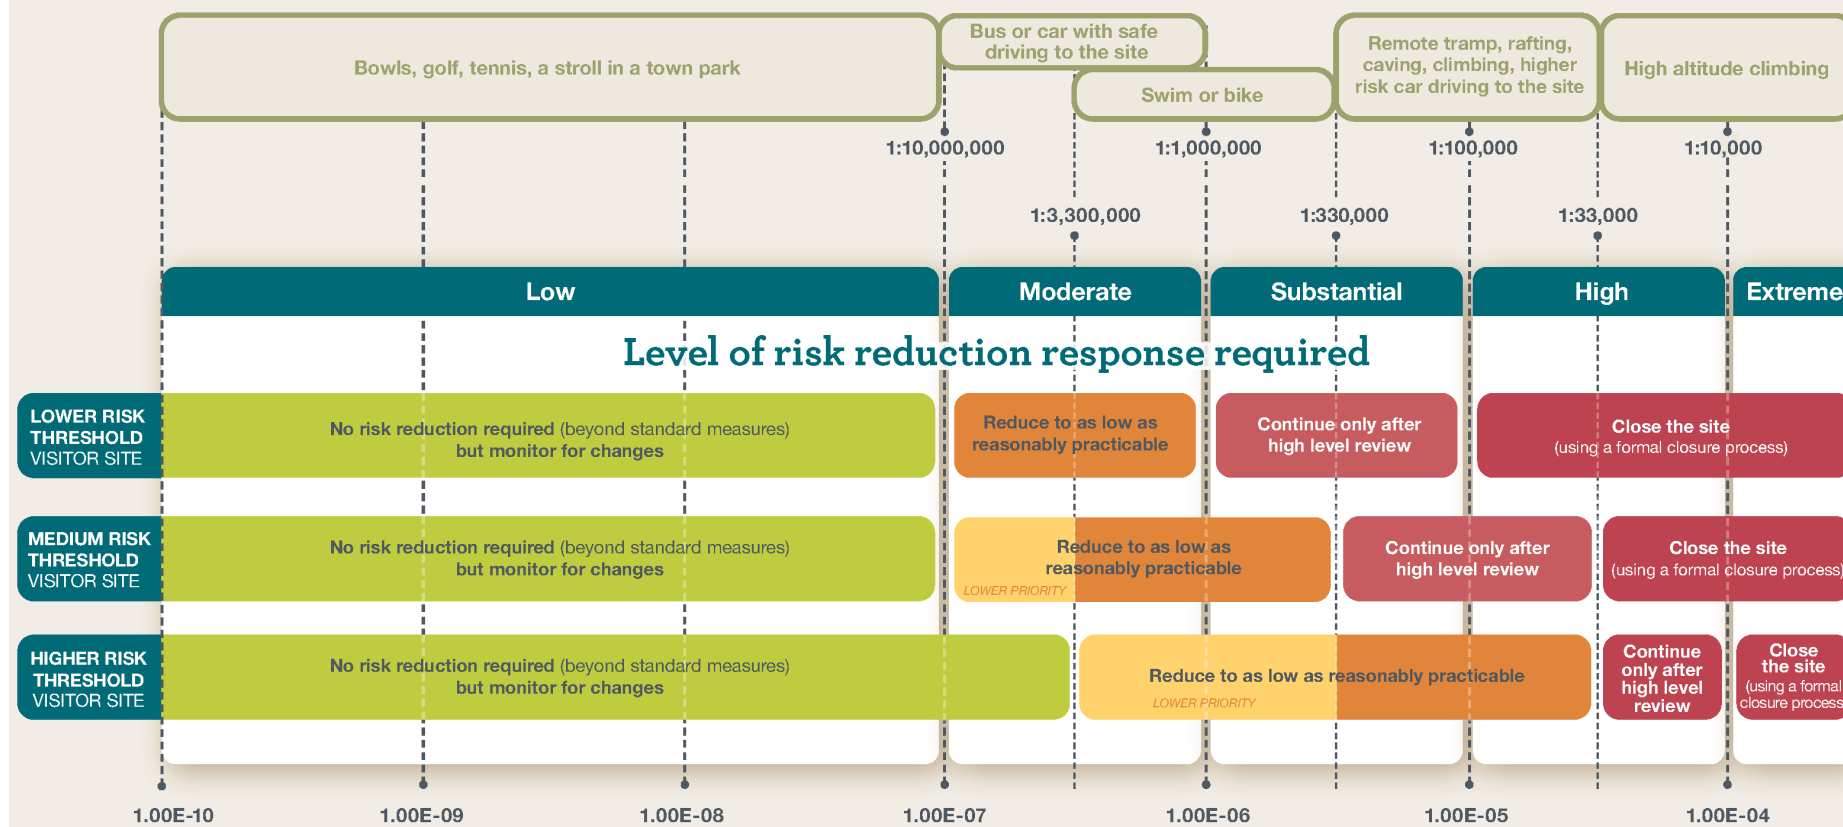 Bowls, golf, tennis, a stroll in a town park
Bus or car with safe
driving to the site
Swim or bike
Remote tramp, rafting,
caving, climbing, higher
risk car driving to the site
High altitude climbing
1:10,000,000
1:1,000,000
1:100,000
1:10,000
1:3,300,000
1:330,000
1:33,000
Low
Moderate
Substantial
High
Extreme
Level of risk reduction response required
LOWER RISK
THRESHOLD
VISITOR SITE
No risk reduction required (beyond standard measures)
but monitor for changes
Reduce to as low as
reasonably practicable
Continue only after
high level review
Close the site
(using a formal closure process)
MEDIUM RISK
THRESHOLD
VISITOR SITE
No risk reduction required (beyond standard measures)
but monitor for changes
Reduce to as low as
reasonably practicable
LOWER PRIORITY
Continue only after
high level review
Close the site
(using a formal closure process)
HIGHER RISK
THRESHOLD
VISITOR SITE
No risk reduction required (beyond standard measures)
but monitor for changes
Reduce to as low as reasonably practicable
LOWER PRIORITY
Continue
only after
high level
review
Close
the site
(using a formal
closure process
1.00E-10
1.00E-09
1.00E-08
1.00E-07
1.00E-06
1.00E-05
1.00E-04